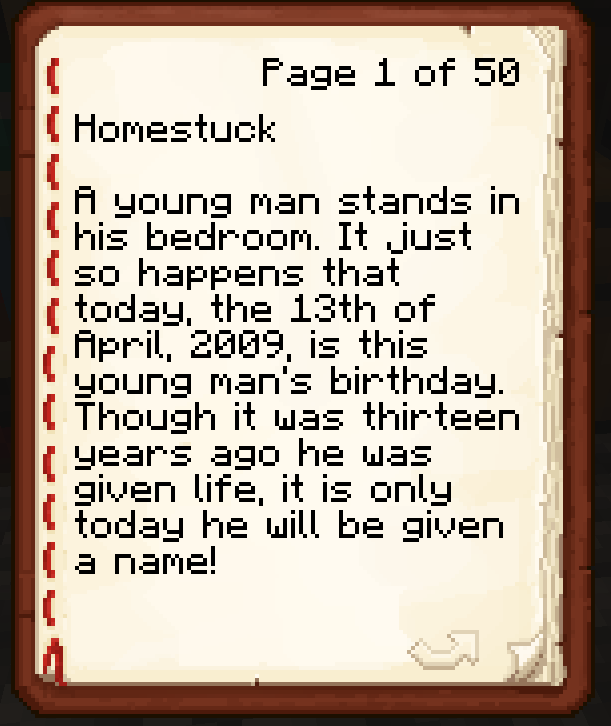 Page 1 of 50
Homestuck
A young man stands in
his bedroom. It just
so happens that
today, the 13th of
April, 2009, is this
young man's birthday.
Though it was thirteen
years ago he was
given life, it is only
today he will be given
a name!